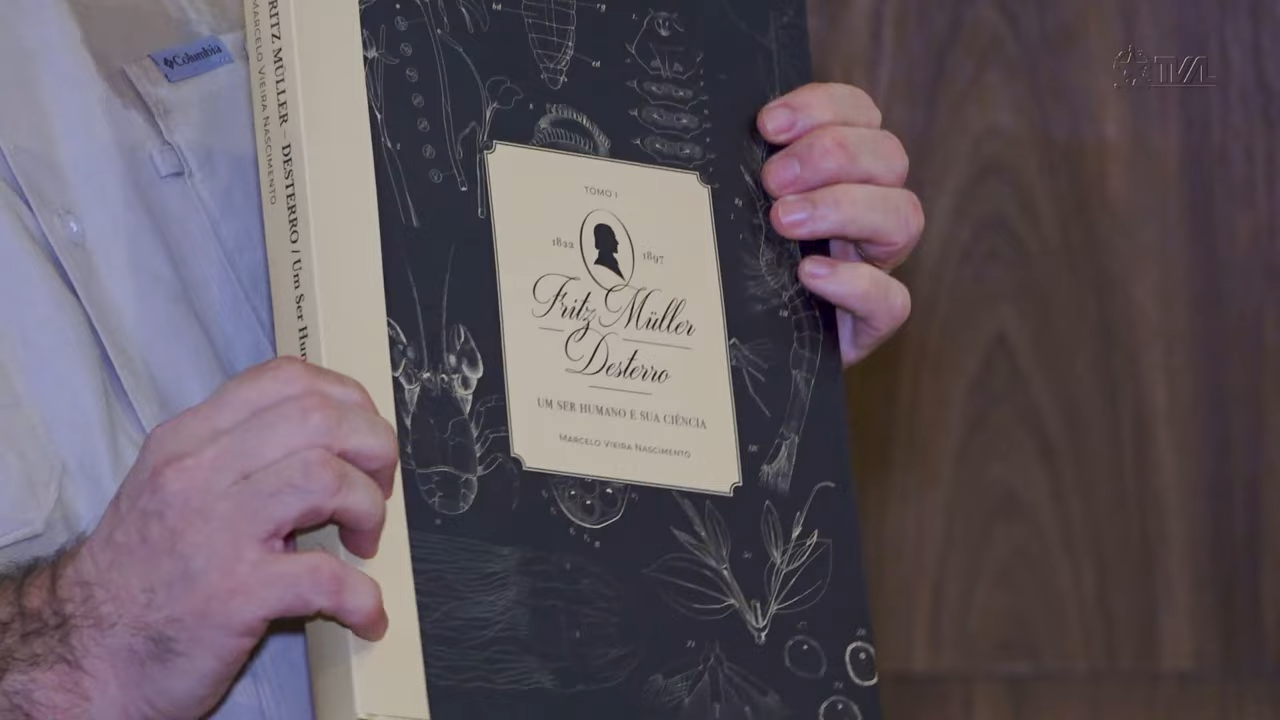 Columbia
RITZ MÜLLER – DESTERRO / Um Ser Hum
MARCELO VIEIRA NASCIMENTO
TOMO I
1822
1897
Fritz Müller
Desterro
UM SER HUMANO E SUA CIÊNCIA
MARCELO VIEIRA NASCIMENTO
TVAL